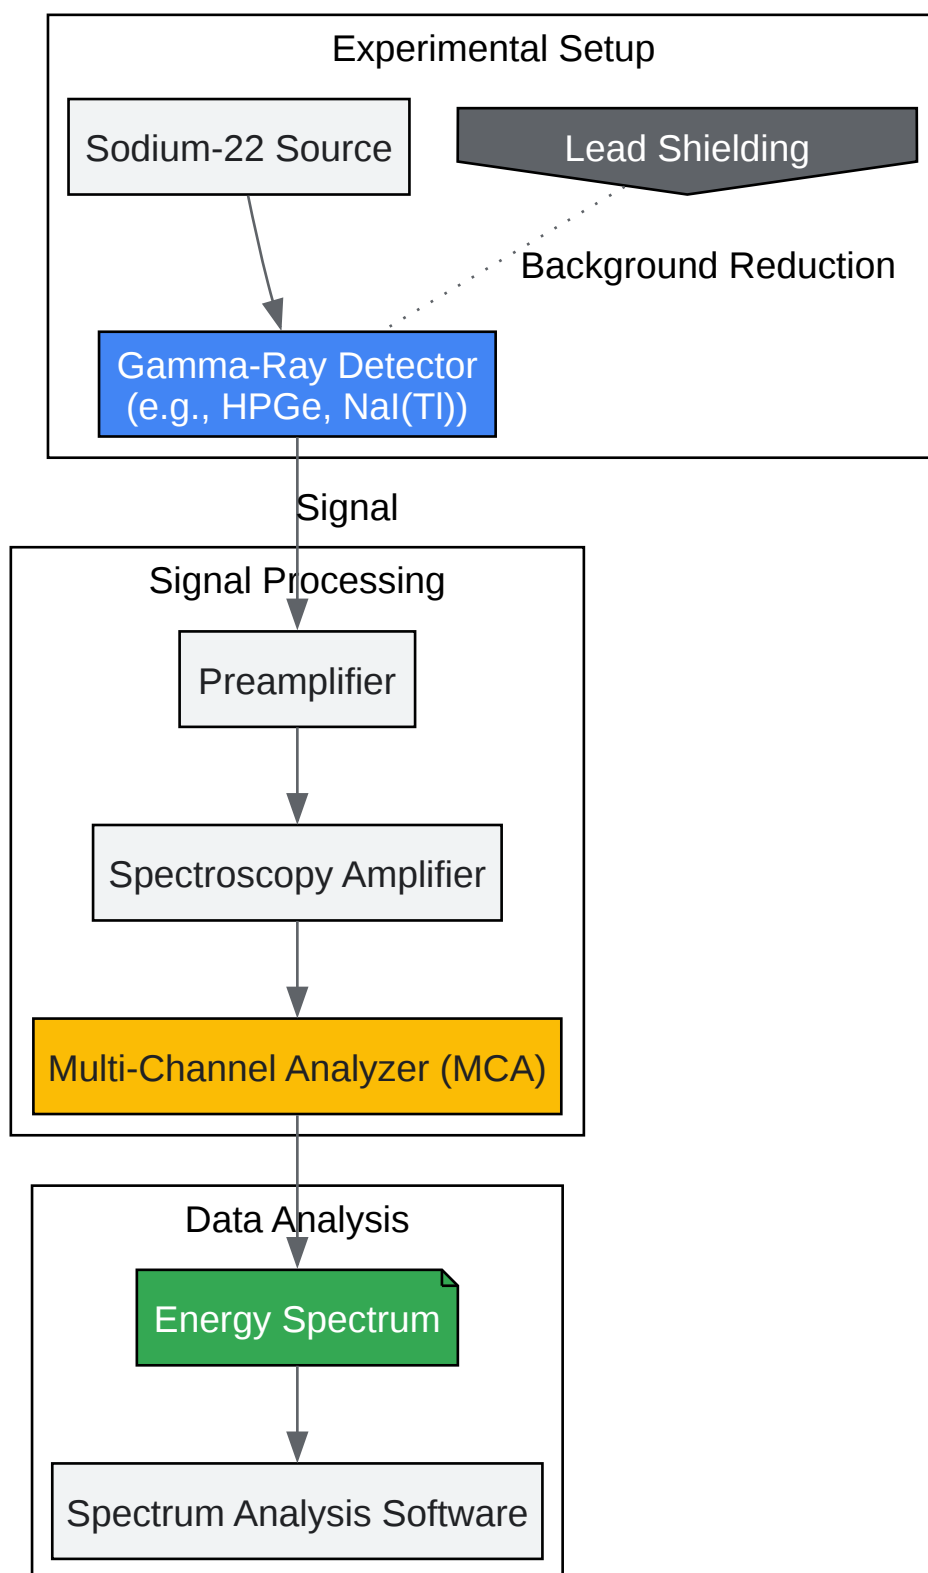 Experimental Setup
Sodium-22 Source
Lead Shielding
Background Reduction
Gamma-Ray Detector
(e.g., HPGe, NaI(Tl))
Signal
Signal Processing
Preamplifier
Spectroscopy Amplifier
Multi-Channel Analyzer (MCA)
Data Analysis
Energy Spectrum
Spectrum Analysis Software